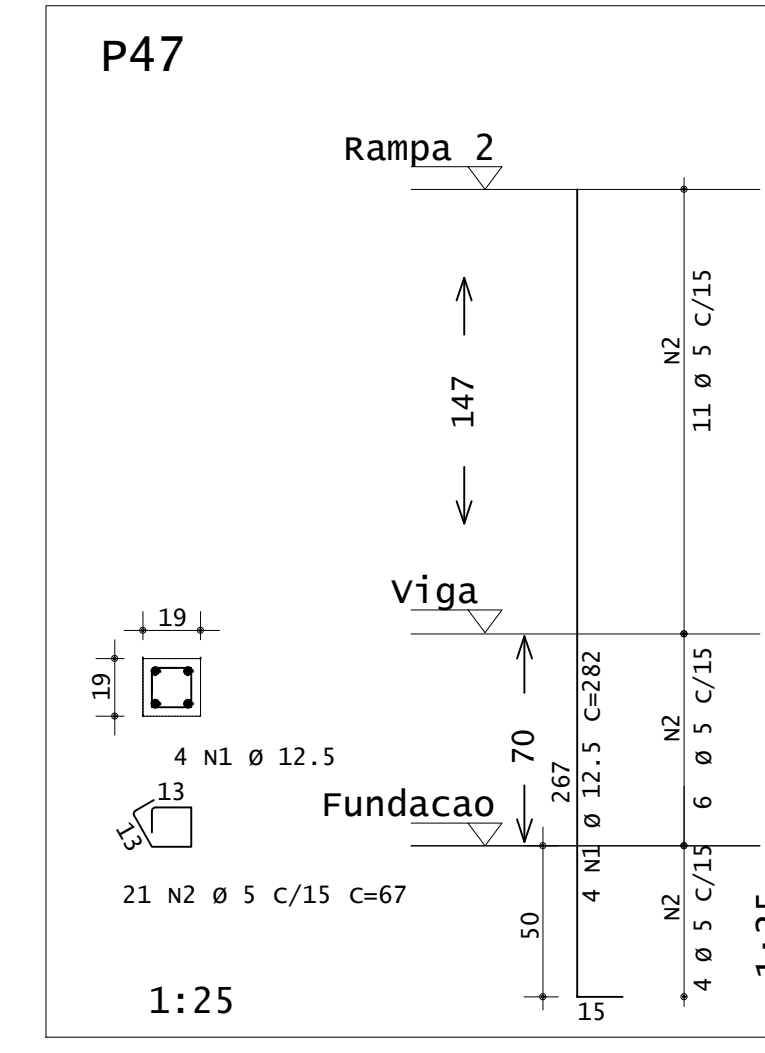 P47
Rampa 2
147
N2
11 Ø 5 C/15
Viga
19
19
4 N1 Ø 12.5
70
267
4 N1 Ø 12.5 C=282
N2
6 Ø 5 C/15
Fundacao
13
13
21 N2 Ø 5 C/15 C=67
50
N2
4 Ø 5 C/15
15
1:25